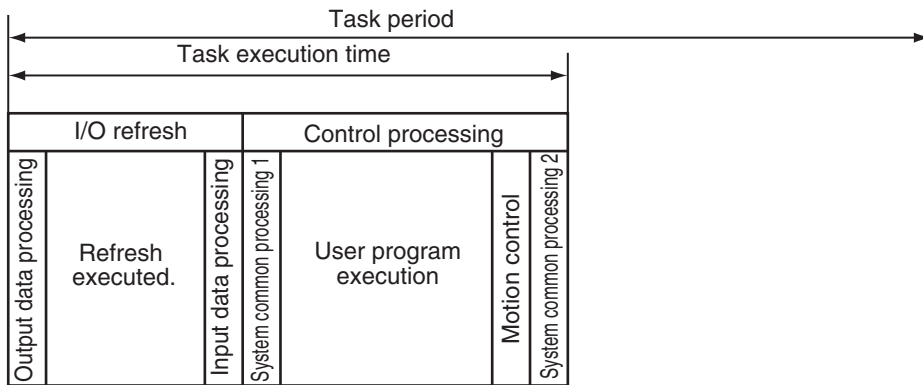 Task period
Task execution time
I/O refresh
Control processing
Output data processing
Refresh
executed.
Input data processing
System common processing 1
User program
execution
Motion control
System common processing 2